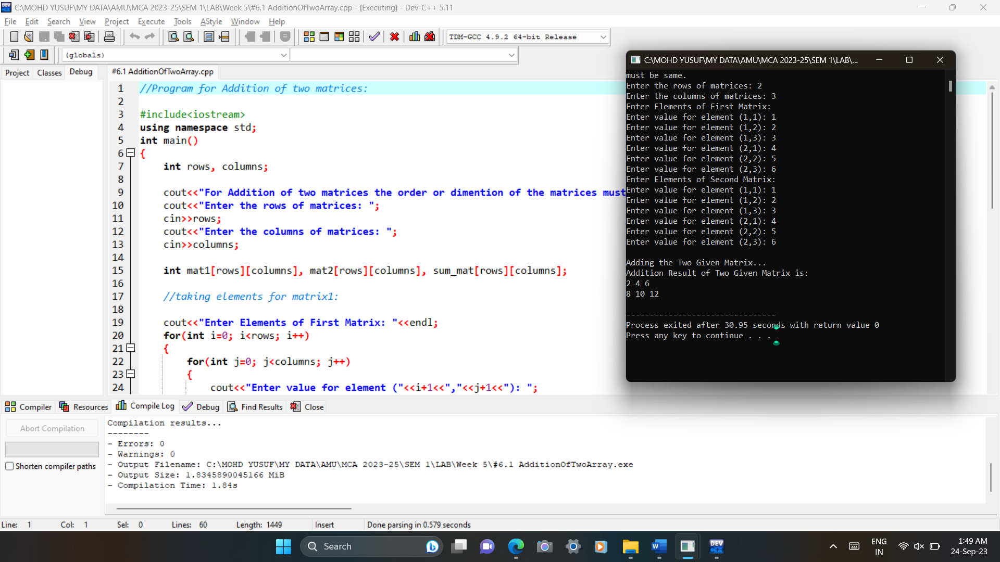 C:\MOHD YUSUF\MY DATA\AMU\MCA 2023-25\SEM 1\LAB\Week 5\#6.1 AdditionOfTwoArray.cpp - [Executing] - Dev-C++ 5.11
File Edit Search View Project Execute Tools AStyle Window Help
TDM-GCC 4.9.2 64-bit Release
(globals)
Project Classes Debug
#6.1 AdditionOfTwoArray.cpp
1 //Program for Addition of two matrices:
2
3 #include<iostream>
4 using namespace std;
5 int main()
6 {
7 int rows, columns;
8
9 cout<<"For Addition of two matrices the order or dimention of the matrices must
10 cout<<"Enter the rows of matrices: ";
11 cin>>rows;
12 cout<<"Enter the columns of matrices: ";
13 cin>>columns;
14
15 int mat1[rows][columns], mat2[rows][columns], sum_mat[rows][columns];
16
17 //taking elements for matrix1:
18
19 cout<<"Enter Elements of First Matrix: "<<endl;
20 for(int i=0; i<rows; i++)
21 {
22 for(int j=0; j<columns; j++)
23 {
24 cout<<"Enter value for element ("<<i+1<<","<<j+1<<"): ";
C:\MOHD YUSUF\MY DATA\AMU\MCA 2023-25\SEM 1\LAB\...
must be same.
Enter the rows of matrices: 2
Enter the columns of matrices: 3
Enter Elements of First Matrix:
Enter value for element (1,1): 1
Enter value for element (1,2): 2
Enter value for element (1,3): 3
Enter value for element (2,1): 4
Enter value for element (2,2): 5
Enter value for element (2,3): 6
Enter Elements of Second Matrix:
Enter value for element (1,1): 1
Enter value for element (1,2): 2
Enter value for element (1,3): 3
Enter value for element (2,1): 4
Enter value for element (2,2): 5
Enter value for element (2,3): 6
Adding the Two Given Matrix...
Addition Result of Two Given Matrix is:
2 4 6
8 10 12
--------------------------------
Process exited after 30.95 seconds with return value 0
Press any key to continue . . .
Compiler Resources Compile Log Debug Find Results Close
Abort Compilation
Shorten compiler paths
Compilation results...
--------
- Errors: 0
- Warnings: 0
- Output Filename: C:\MOHD YUSUF\MY DATA\AMU\MCA 2023-25\SEM 1\LAB\Week 5\#6.1 AdditionOfTwoArray.exe
- Output Size: 1.8345890045166 MiB
- Compilation Time: 1.84s
Line: 1 Col: 1 Sel: 0 Lines: 60 Length: 1449 Insert Done parsing in 0.579 seconds
Search
W
DEV C++
ENG
IN
1:49 AM
24-Sep-23